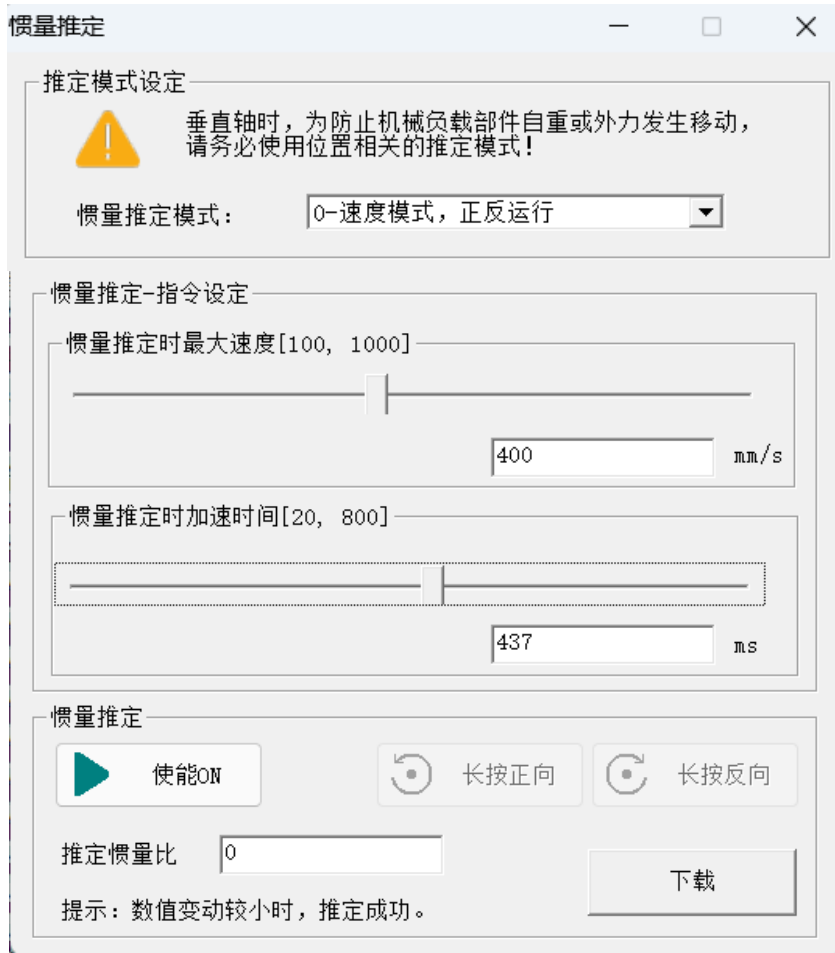 惯量推定
推定模式设定
垂直轴时，为防止机械负载部件自重或外力发生移动，
请务必使用位置相关的推定模式！
惯量推定模式：
0-速度模式，正反运行
惯量推定-指令设定
惯量推定时最大速度[100, 1000]
400
mm/s
惯量推定时加速时间[20, 800]
437
ms
惯量推定
使能ON
长按正向
长按反向
推定惯量比
0
下载
提示：数值变动较小时，推定成功。